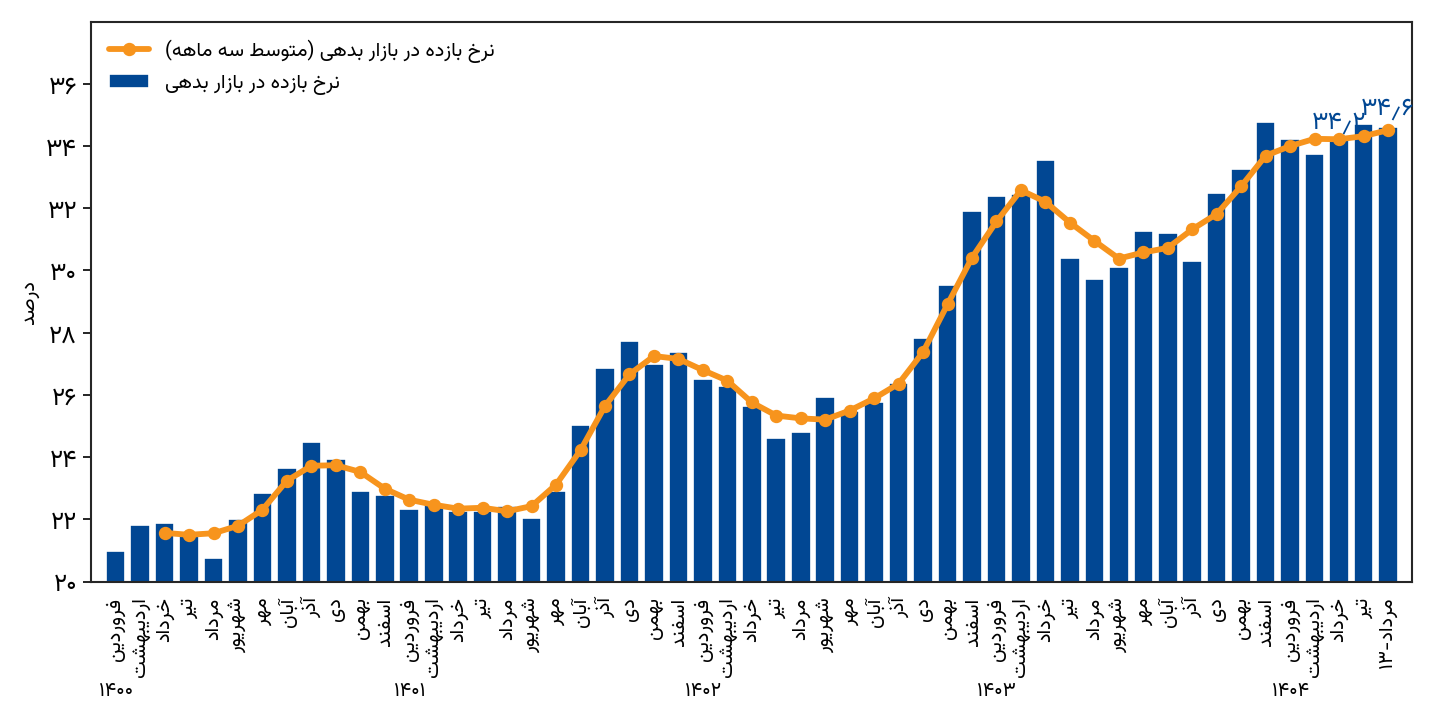 نرخ بازده در بازار بدهی (متوسط سه ماهه)
نرخ بازده در بازار بدهی
درصد
۳۶
۳۴
۳۲
۳۰
۲۸
۲۶
۲۴
۲۲
۲۰
۳۴٫۲
۳۴٫۶
فروردین اردیبهشت خرداد تیر مرداد شهریور مهر آبان آذر دی بهمن اسفند فروردین اردیبهشت خرداد تیر مرداد شهریور مهر آبان آذر دی بهمن اسفند فروردین اردیبهشت خرداد تیر مرداد شهریور مهر آبان آذر دی بهمن اسفند فروردین اردیبهشت خرداد تیر مرداد شهریور مهر آبان آذر دی بهمن اسفند فروردین اردیبهشت خرداد تیر مرداد-۱۳
۱۴۰۰ ۱۴۰۱ ۱۴۰۲ ۱۴۰۳ ۱۴۰۴